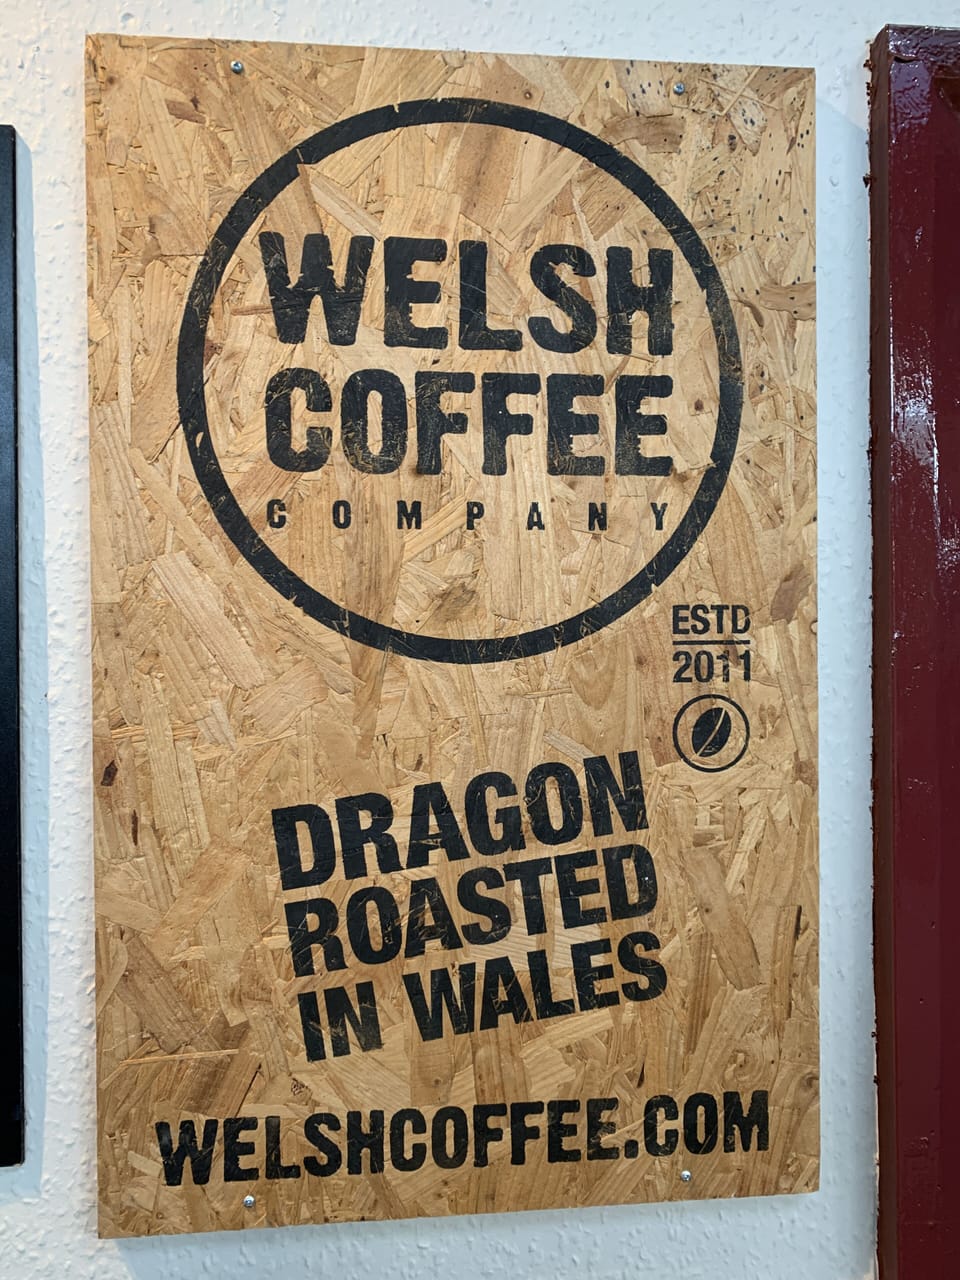 WELSH
COFFEE
COMPANY
ESTD
2011
DRAGON
ROASTED
IN WALES
WELSHCOFFEE.COM